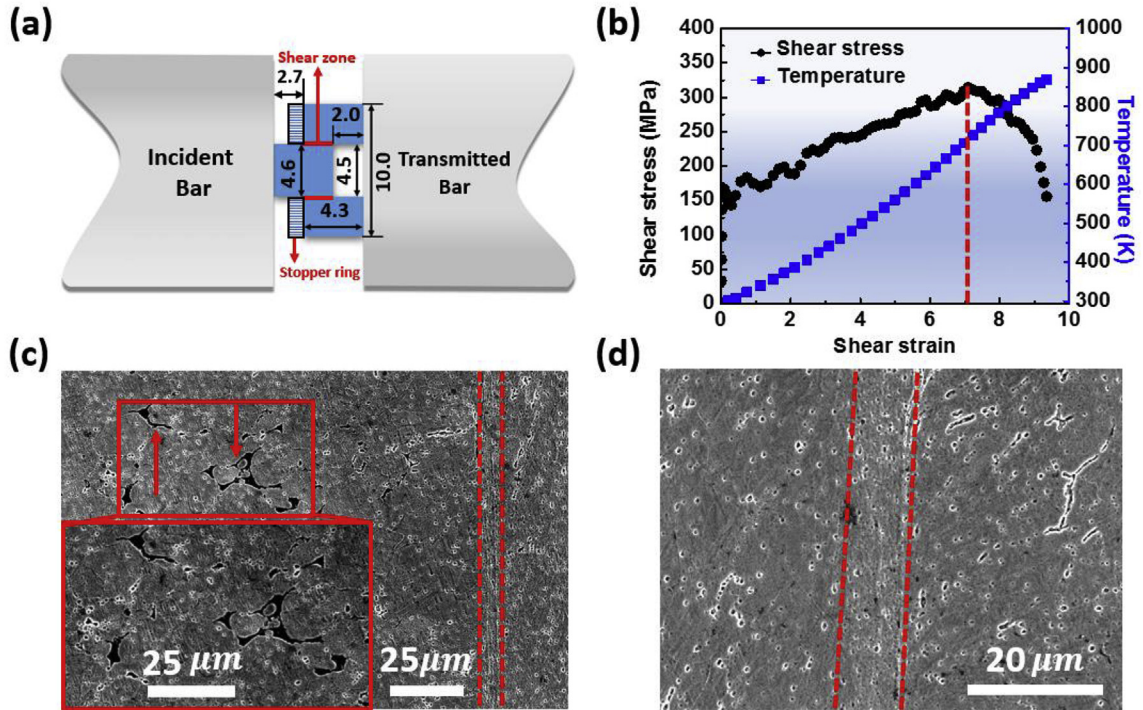 (a)
Shear zone
2.7
2.0
Incident
Bar
4.6
4.5
10.0
Transmitted
Bar
4.3
Stopper ring
(b)
400
350
300
250
200
150
100
50
0
Shear stress (MPa)
Shear stress
Temperature
1000
900
800
700
600
500
400
300
Temperature (K)
0
2
4
6
8
10
Shear strain
(c)
25 μm
25μm
(d)
20 μm